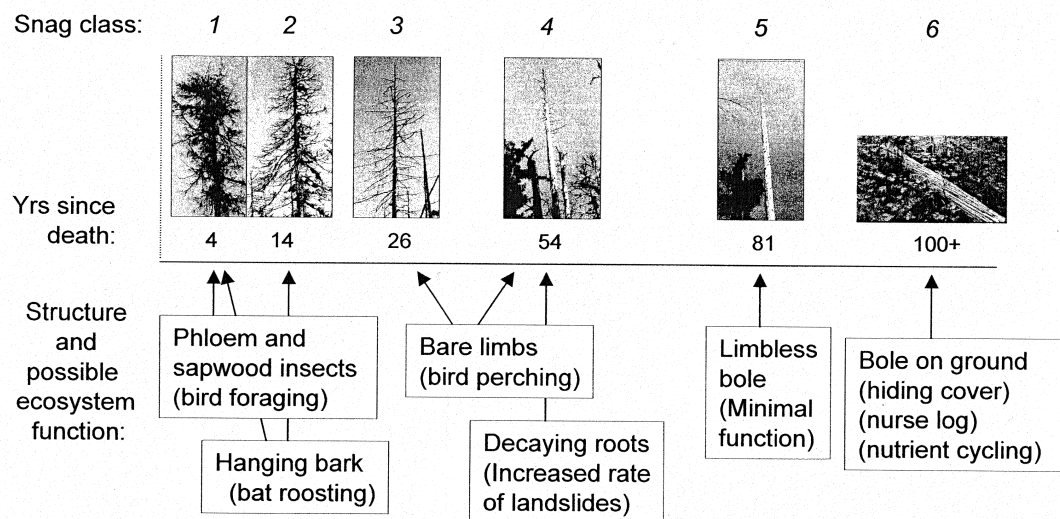 Snag class: 1 2 3 4 5 6
Yrs since
death: 4 14 26 54 81 100+
Structure
and
possible
ecosystem
function:
Phloem and
sapwood insects
(bird foraging)
Hanging bark
(bat roosting)
Bare limbs
(bird perching)
Decaying roots
(Increased rate
of landslides)
Limbless
bole
(Minimal
function)
Bole on ground
(hiding cover)
(nurse log)
(nutrient cycling)